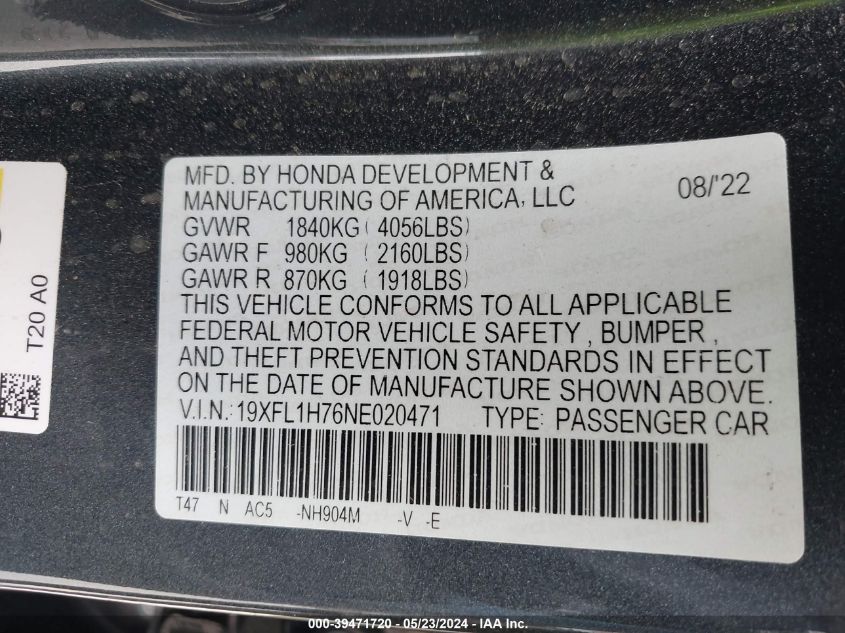 MFD. BY HONDA DEVELOPMENT &
MANUFACTURING OF AMERICA, LLC 08/'22
GVWR 1840KG ( 4056LBS)
GAWR F 980KG ( 2160LBS)
GAWR R 870KG ( 1918LBS)
THIS VEHICLE CONFORMS TO ALL APPLICABLE
FEDERAL MOTOR VEHICLE SAFETY , BUMPER ,
AND THEFT PREVENTION STANDARDS IN EFFECT
ON THE DATE OF MANUFACTURE SHOWN ABOVE.
V.I.N.: 19XFL1H76NE020471 TYPE: PASSENGER CAR
T47 N AC5 -NH904M -V -E
T20 A0
000-39471720 - 05/23/2024 - IAA Inc.